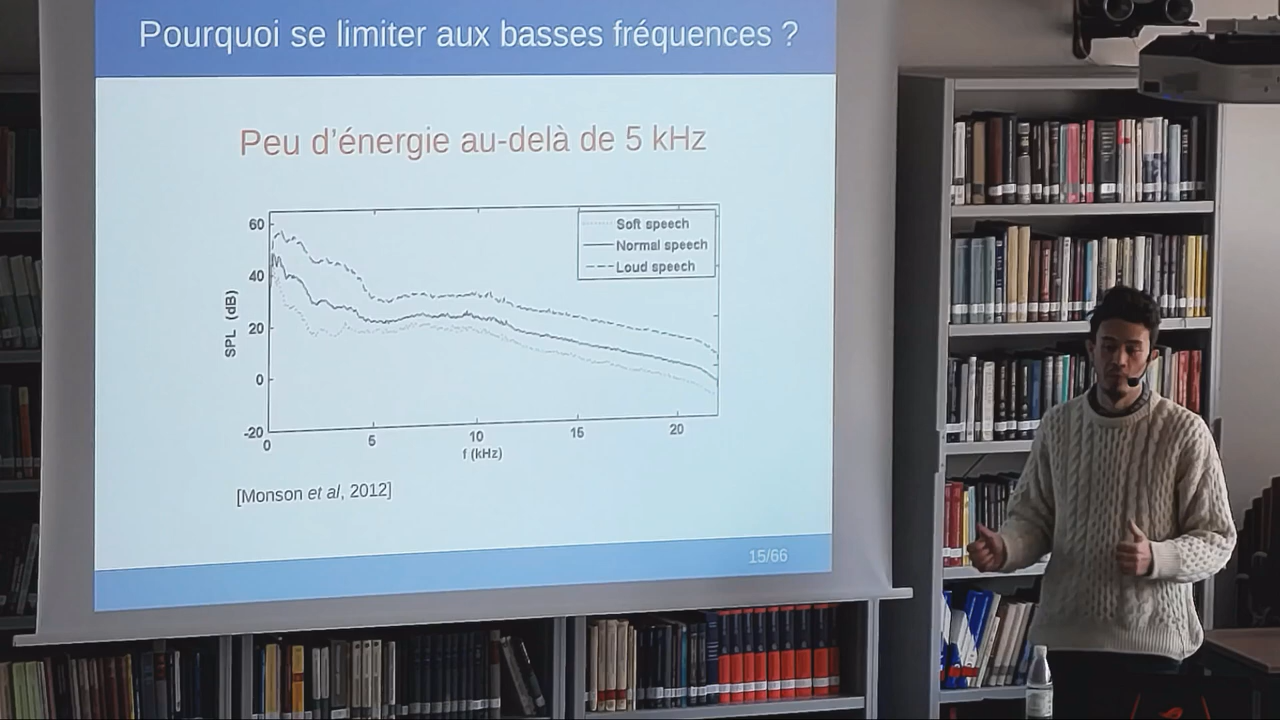 Pourquoi se limiter aux basses fréquences ?
Peu d'énergie au-delà de 5 kHz
60
40
20
0
-20
SPL (dB)
Soft speech
Normal speech
Loud speech
0 5 10 15 20
f (kHz)
[Monson et al, 2012]
15/66